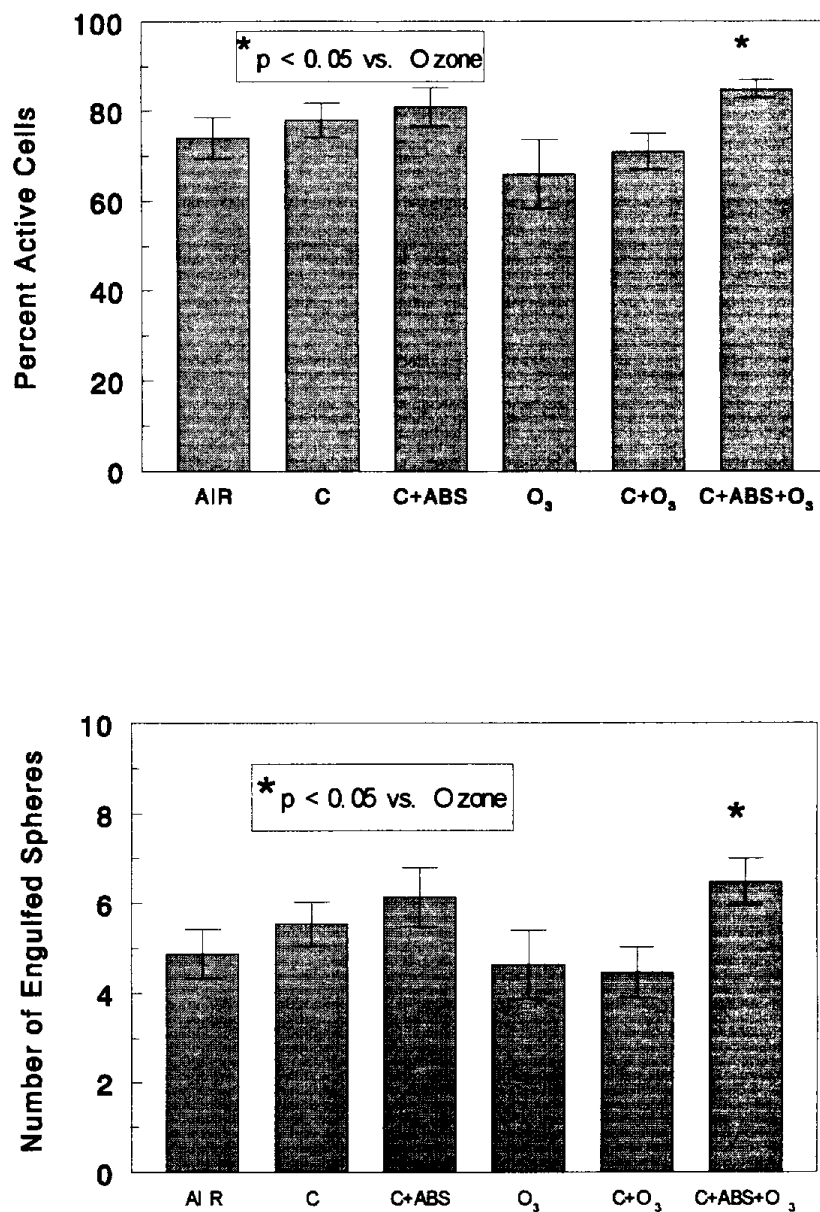 100
* p < 0.05 vs. Ozone
*
80
60
40
20
0
Percent Active Cells
AIR C C+ABS O₃ C+O₃ C+ABS+O₃
10
* p < 0.05 vs. Ozone
*
8
6
4
2
0
Number of Engulfed Spheres
AIR C C+ABS O₃ C+O₃ C+ABS+O₃